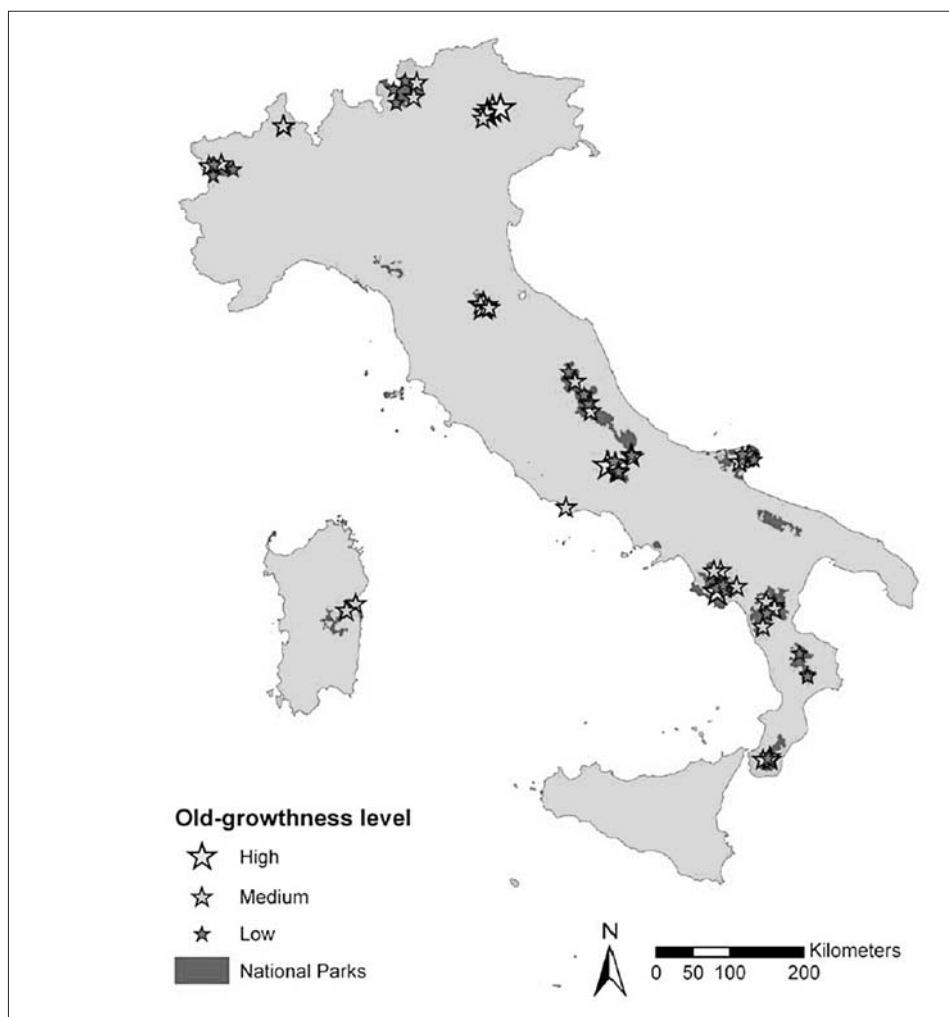 Old-growthness level
High
Medium
Low
National Parks
N
Kilometers
0 50 100 200